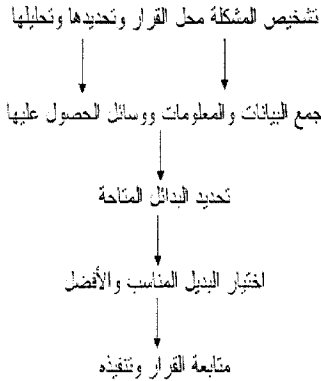 تشخيص المشكلة محل القرار وتحديدها وتحليلها
جمع البيانات والمعلومات ووسائل الحصول عليها
تحديد البدائل المتاحة
اختيار البديل المناسب والأفضل
متابعة القرار وتنفيذه